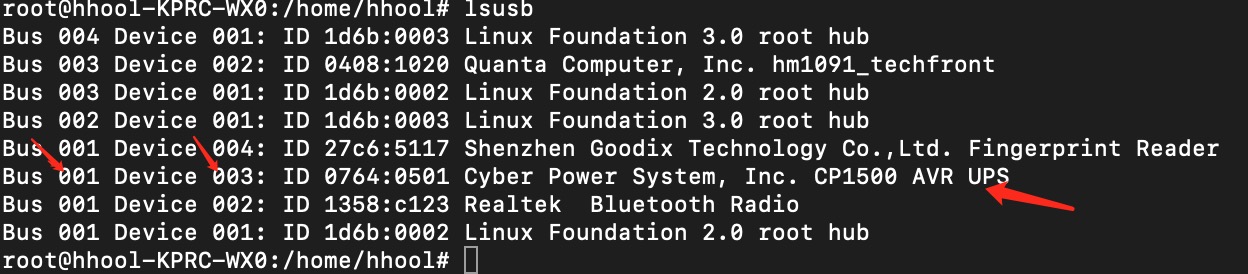 root@hhool-KPRC-WX0:/home/hhool# lsusb
Bus 004 Device 001: ID 1d6b:0003 Linux Foundation 3.0 root hub
Bus 003 Device 002: ID 0408:1020 Quanta Computer, Inc. hm1091_techfront
Bus 003 Device 001: ID 1d6b:0002 Linux Foundation 2.0 root hub
Bus 002 Device 001: ID 1d6b:0003 Linux Foundation 3.0 root hub
Bus 001 Device 004: ID 27c6:5117 Shenzhen Goodix Technology Co.,Ltd. Fingerprint Reader
Bus 001 Device 003: ID 0764:0501 Cyber Power System, Inc. CP1500 AVR UPS
Bus 001 Device 002: ID 1358:c123 Realtek  Bluetooth Radio
Bus 001 Device 001: ID 1d6b:0002 Linux Foundation 2.0 root hub
root@hhool-KPRC-WX0:/home/hhool#